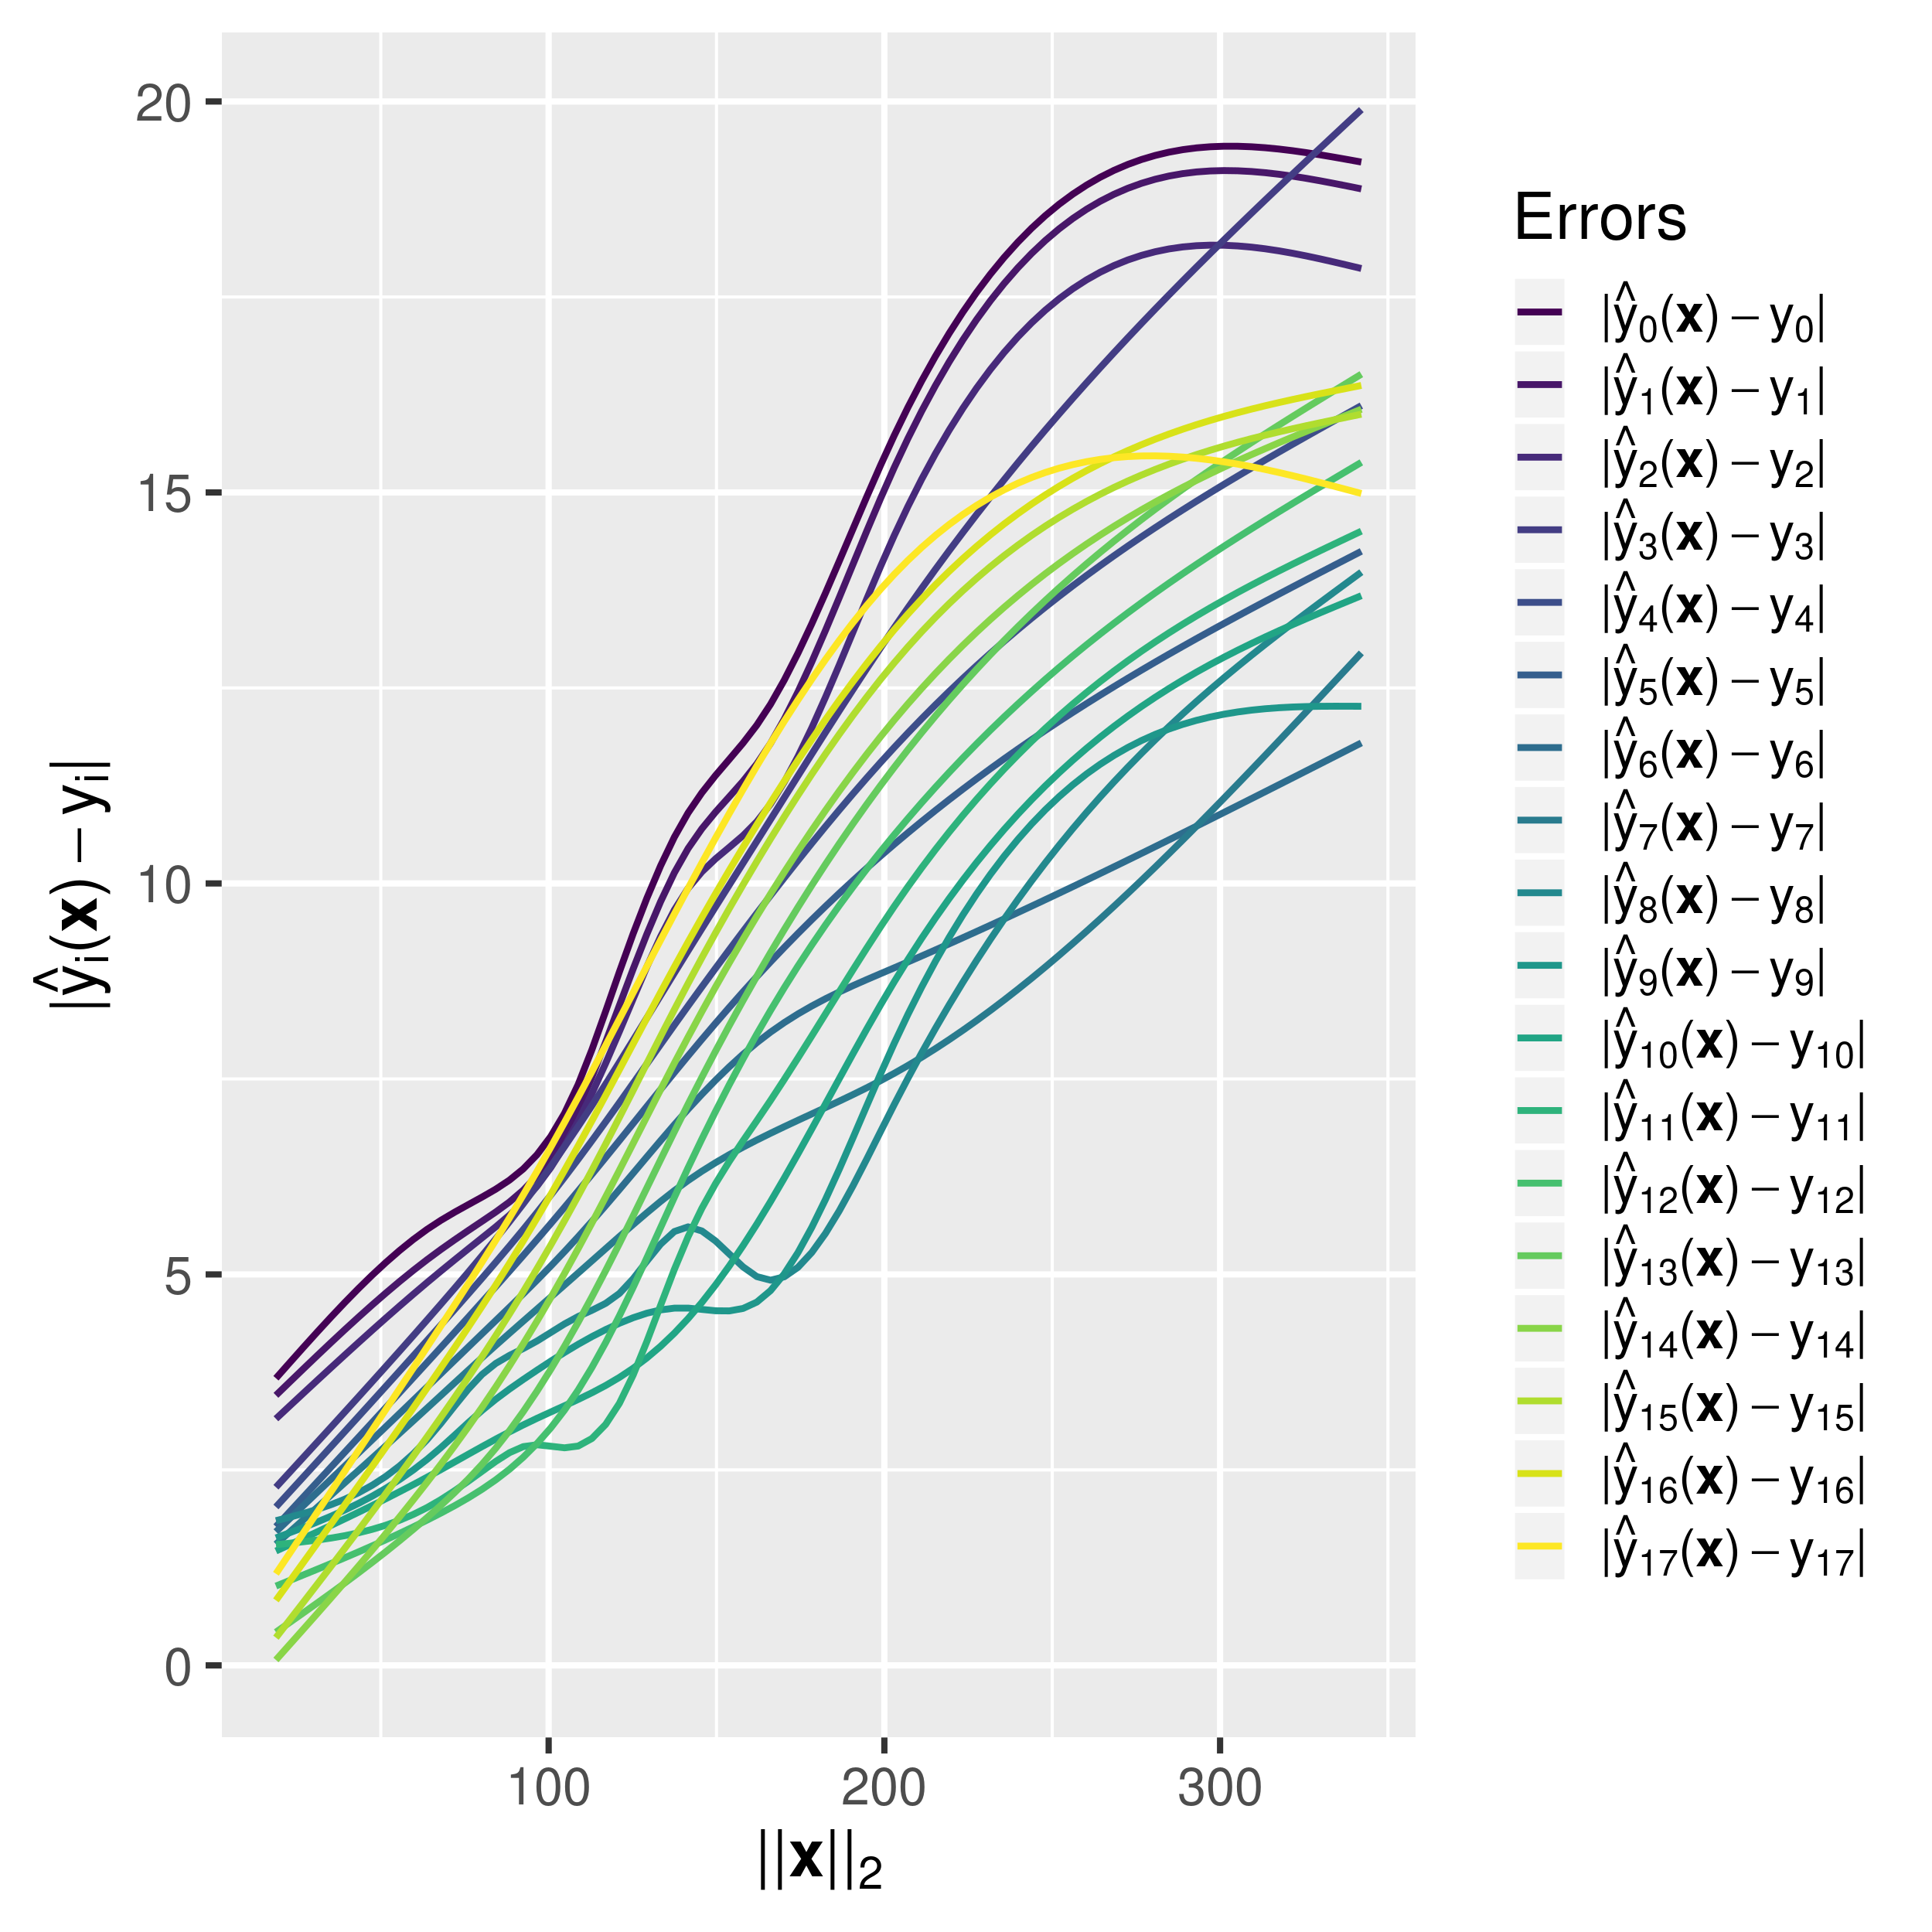 20
15
10
5
0
100 200 300
||x||₂
|ŷᵢ(x) − yᵢ|
Errors
|ŷ₀(x) − y₀|
|ŷ₁(x) − y₁|
|ŷ₂(x) − y₂|
|ŷ₃(x) − y₃|
|ŷ₄(x) − y₄|
|ŷ₅(x) − y₅|
|ŷ₆(x) − y₆|
|ŷ₇(x) − y₇|
|ŷ₈(x) − y₈|
|ŷ₉(x) − y₉|
|ŷ₁₀(x) − y₁₀|
|ŷ₁₁(x) − y₁₁|
|ŷ₁₂(x) − y₁₂|
|ŷ₁₃(x) − y₁₃|
|ŷ₁₄(x) − y₁₄|
|ŷ₁₅(x) − y₁₅|
|ŷ₁₆(x) − y₁₆|
|ŷ₁₇(x) − y₁₇|